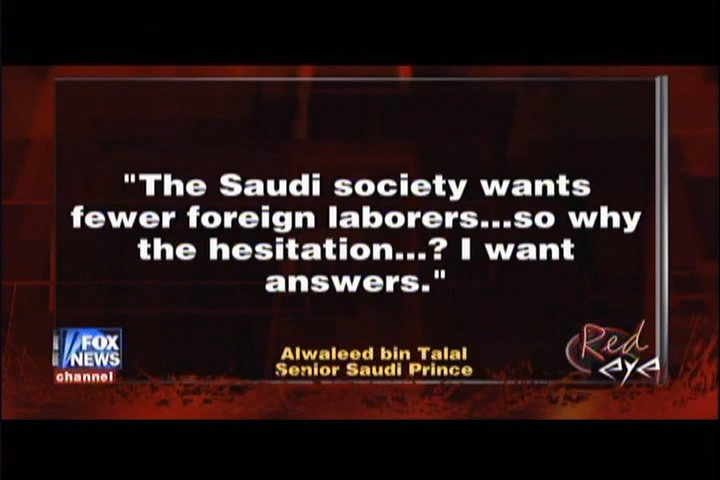 "The Saudi society wants
fewer foreign laborers...so why
the hesitation...? I want
answers."
Alwaleed bin Talal
Senior Saudi Prince
FOX
NEWS
channel
Red
eye